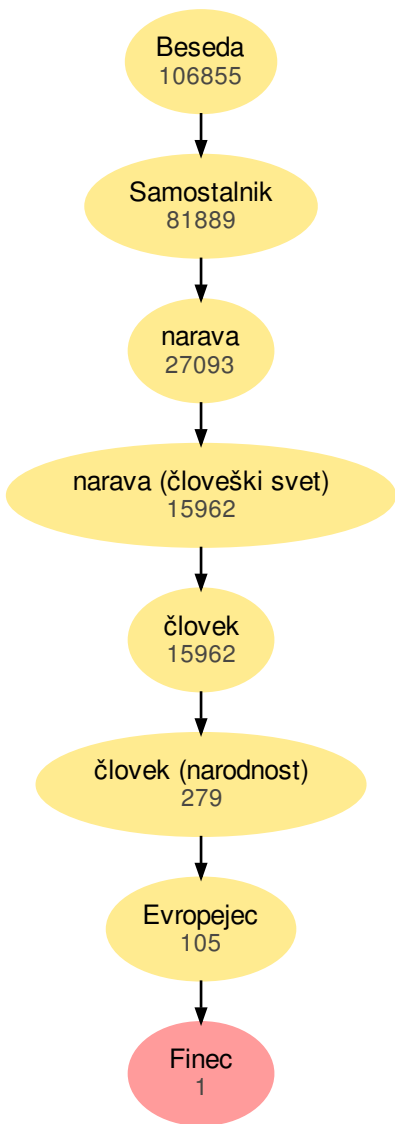 Beseda
106855
Samostalnik
81889
narava
27093
narava (človeški svet)
15962
človek
15962
človek (narodnost)
279
Evropejec
105
Finec
1